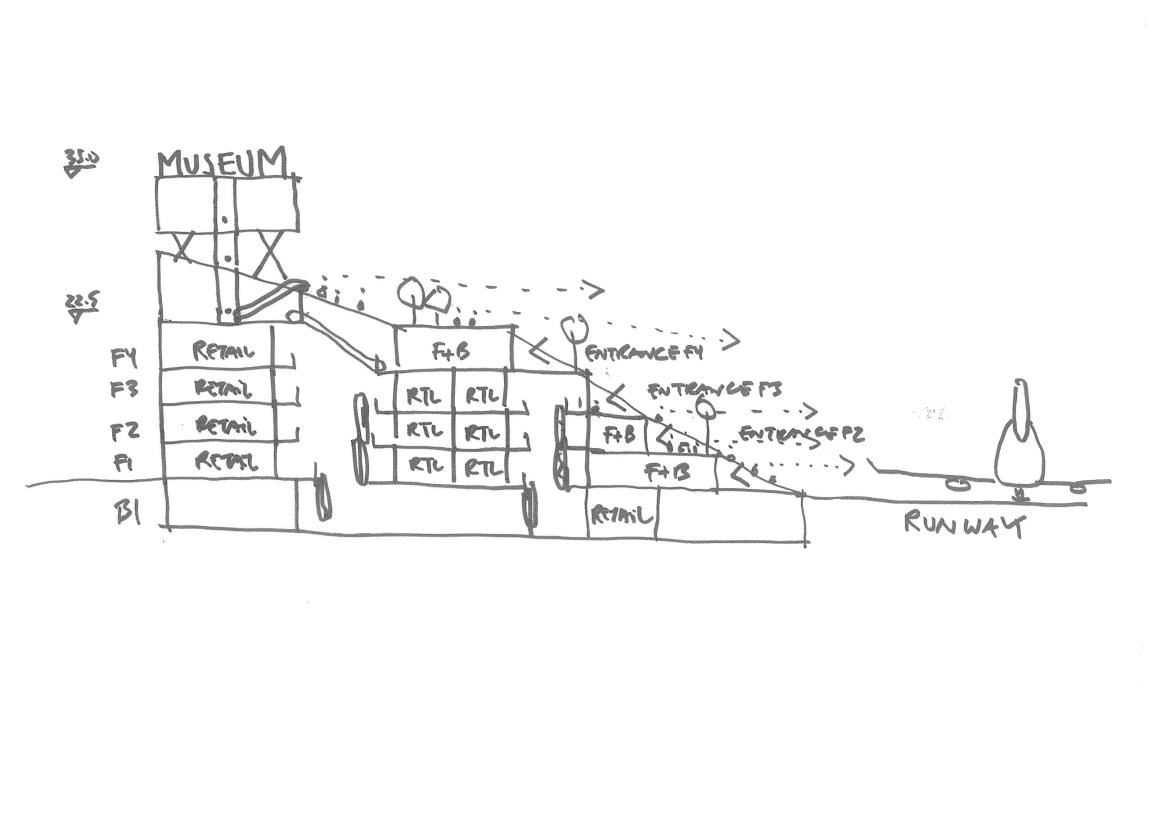 35.0
MUSEUM
22.5
F4
RETAIL
F+B
ENTRANCE F4
F3
RETAIL
RTL
RTL
ENTRANCE F3
F2
RETAIL
RTL
RTL
F+B
ENTRANCE F2
F1
RETAIL
RTL
RTL
F+B
B1
RETAIL
RUNWAY